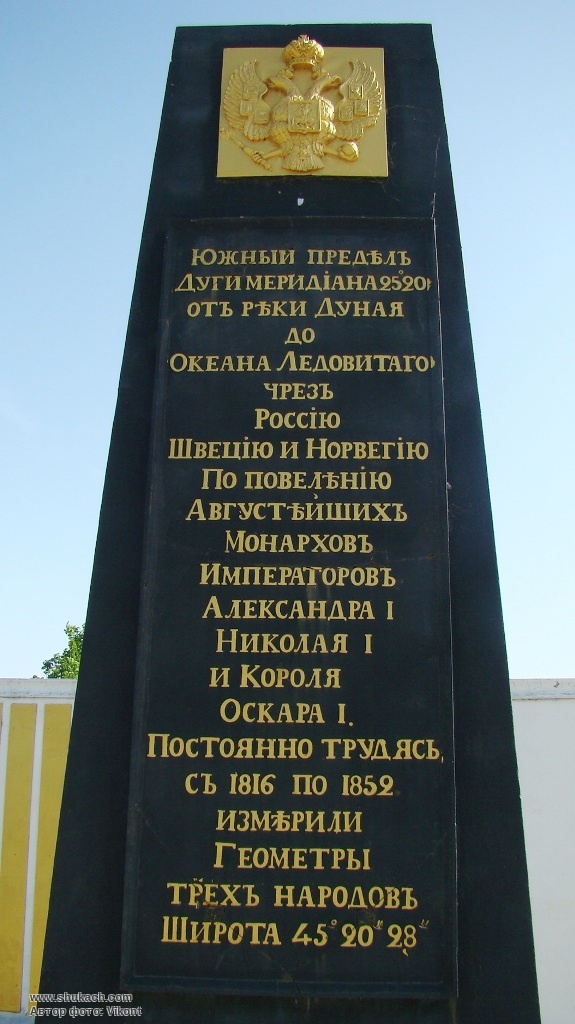 Южный предѣлъ
Дуги меридіана 25°20'
отъ рѣки Дуная
до
Океана Ледовитаго
чрезъ
Россію
Швецію и Норвегію
По повелѣнію
Августѣйшихъ
Монарховъ
Императоровъ
Александра I
Николая I
и Короля
Оскара I.
Постоянно трудясь,
съ 1816 по 1852
измѣрили
Геометры
трёхъ народовъ
Широта 45° 20" 28"
www.shukach.com
Автор фото: Vikont